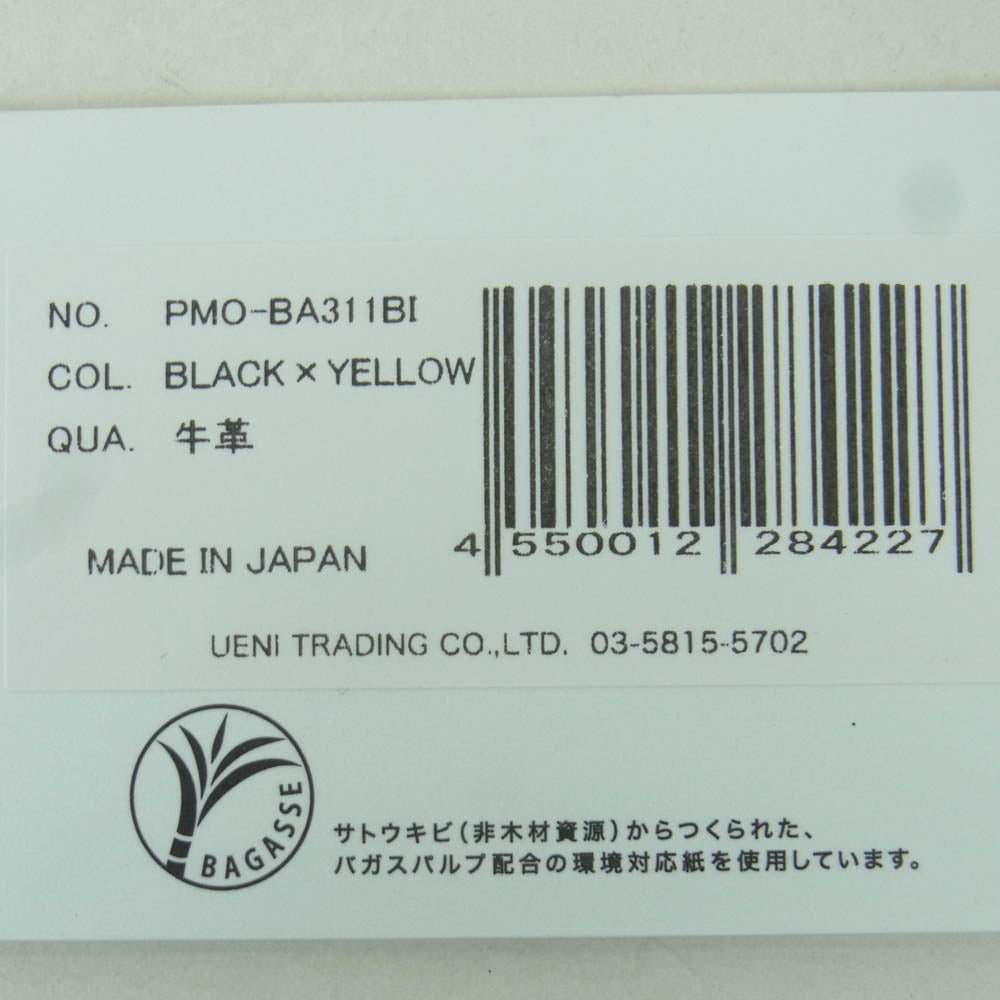 NO. PMO-BA311BI
COL. BLACK × YELLOW
QUA. 牛革
4 550012 284227
MADE IN JAPAN
UENI TRADING CO.,LTD. 03-5815-5702
BAGASSE
サトウキビ(非木材資源)からつくられた、
バガスパルプ配合の環境対応紙を使用しています。